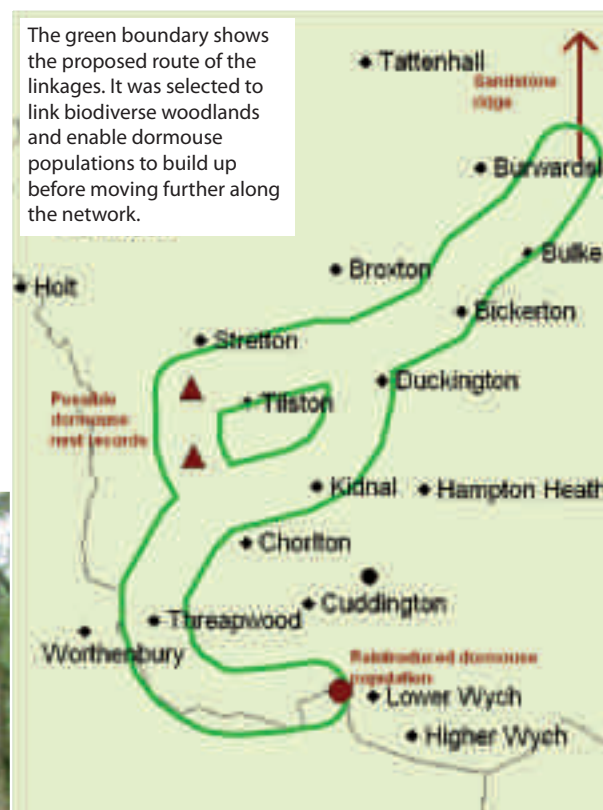 The green boundary shows
the proposed route of the
linkages. It was selected to
link biodiverse woodlands
and enable dormouse
populations to build up
before moving further along
the network.
Tattenhall
Sandstone
ridge
Burwardsl
Bulke
Broxton
Holt
Bickerton
Stretton
Duckington
Tilston
Possible
dormouse
nest records
Kidnal
Hampton Heath
Chorlton
Cuddington
Threapwood
Worthenbury
Reintroduced dormouse
population
Lower Wych
Higher Wych